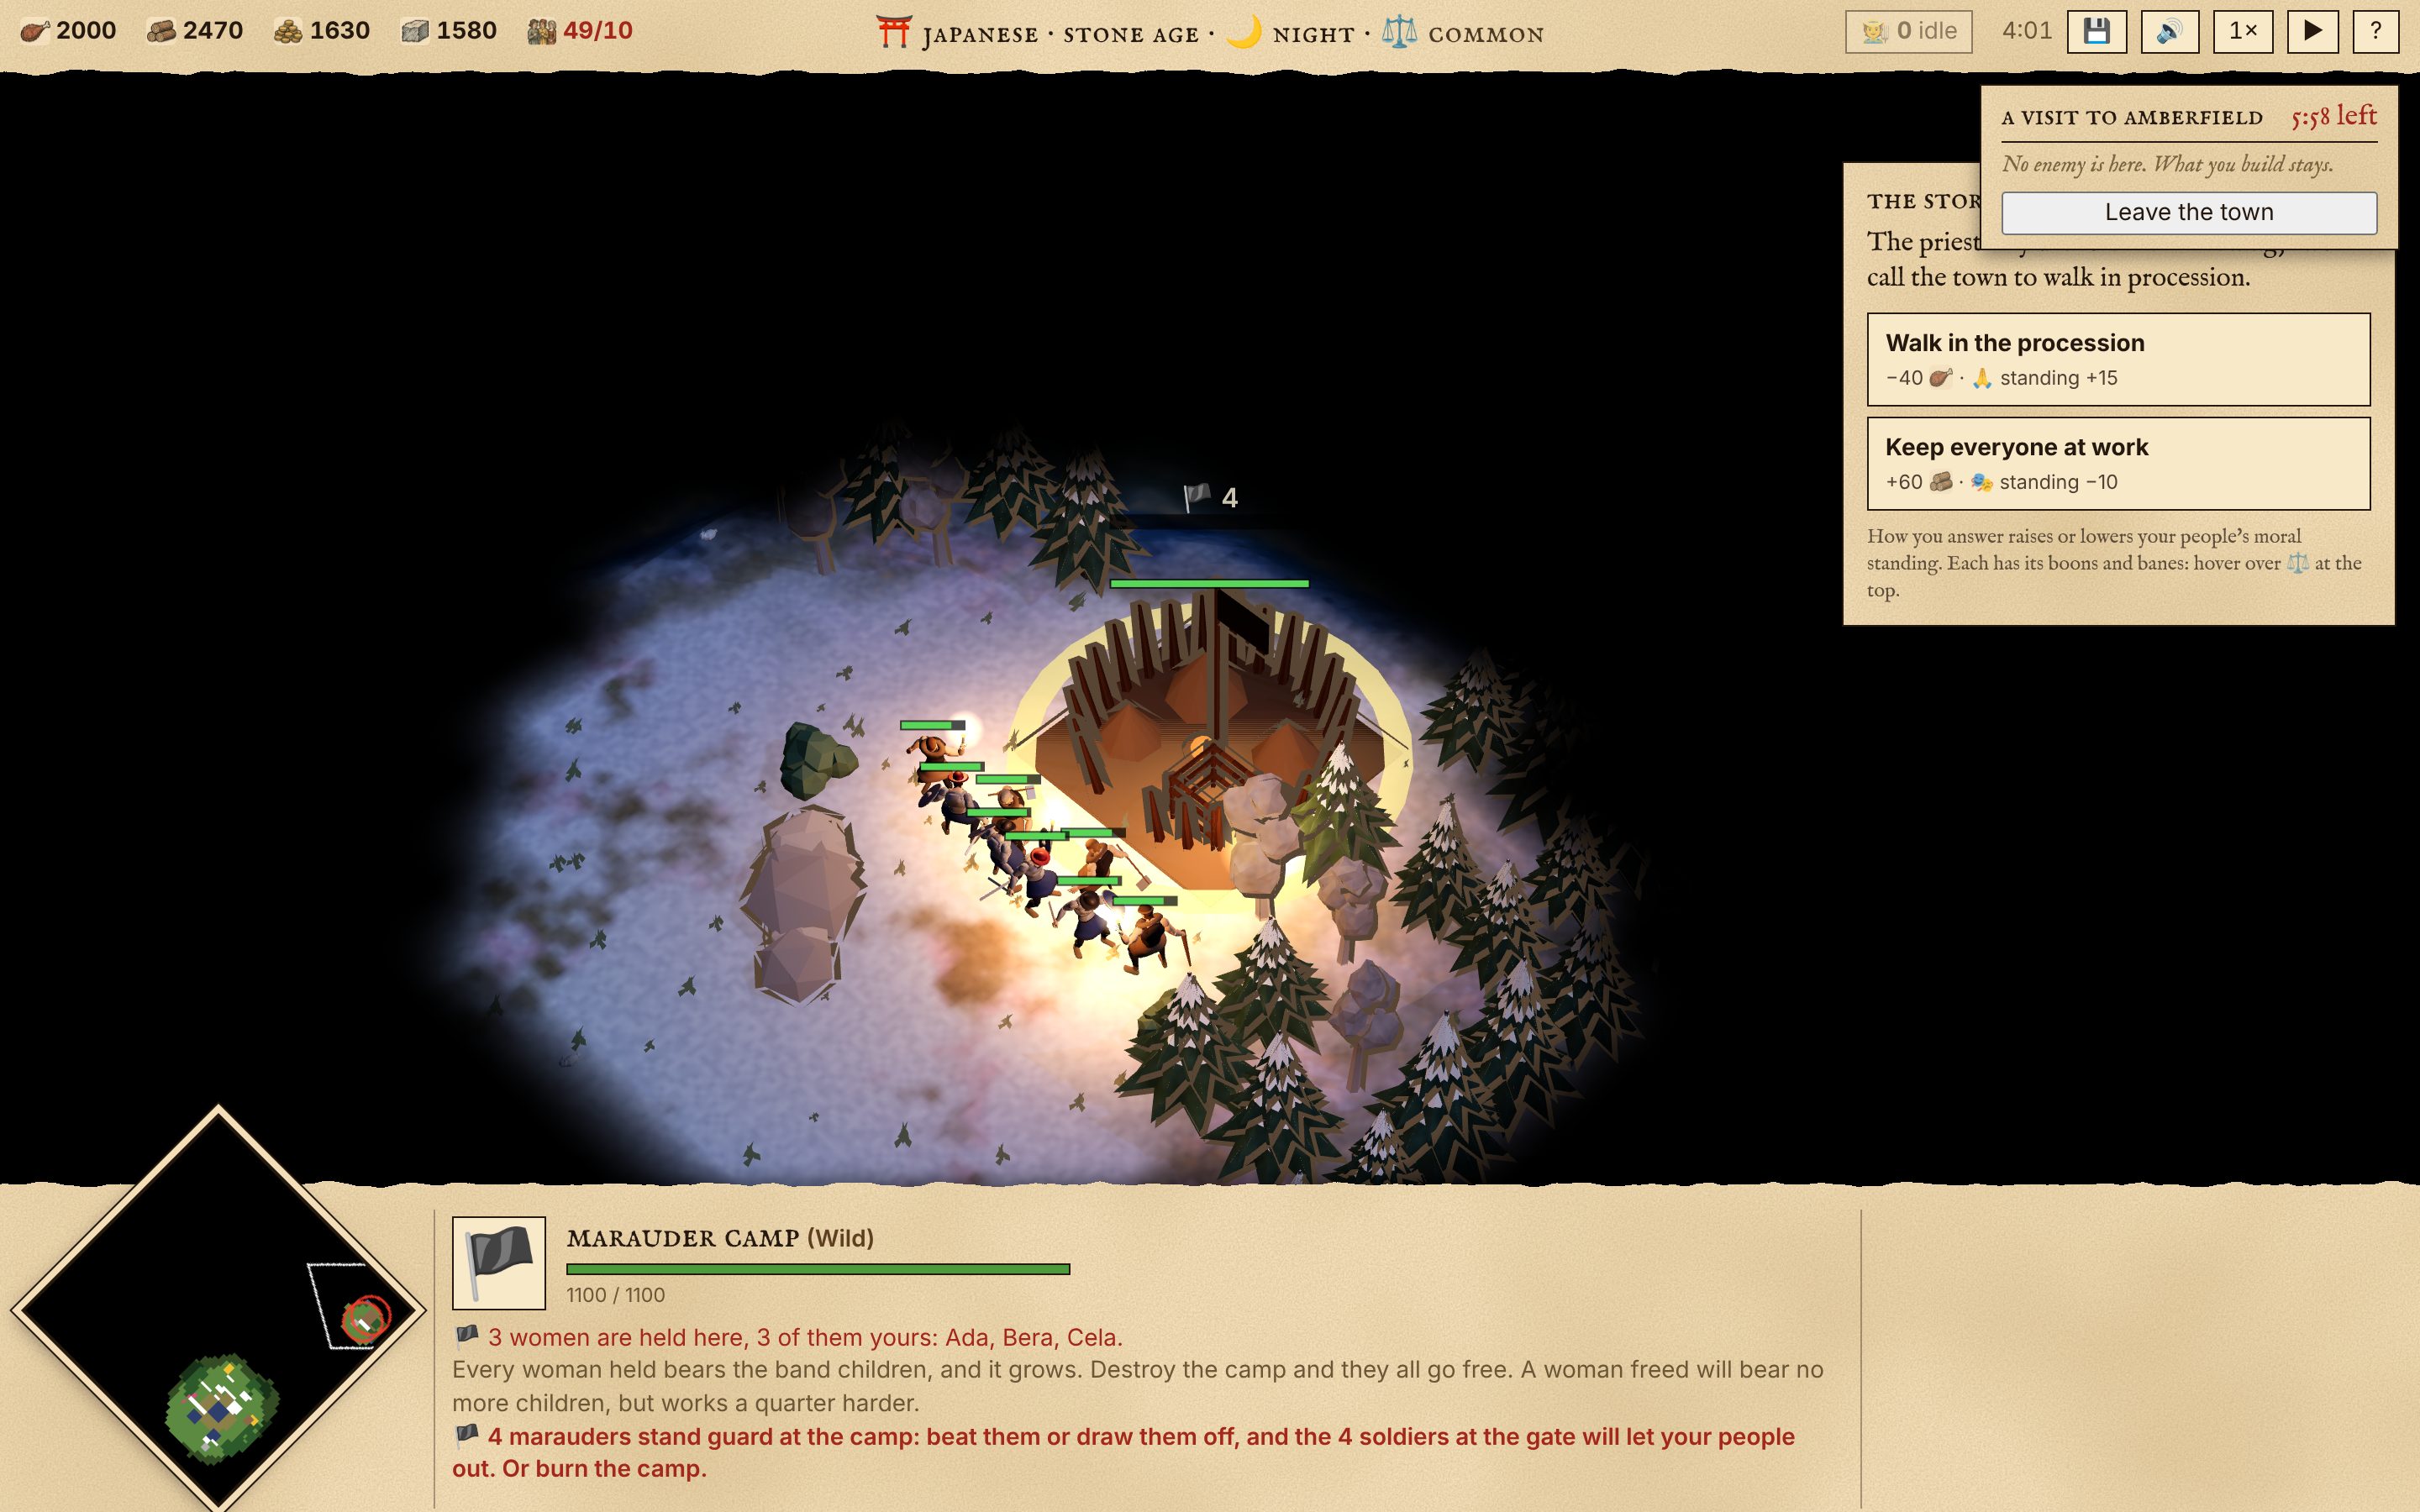 2000 2470 1630 1580 49/10
JAPANESE · STONE AGE · NIGHT · COMMON
0 idle 4:01 1× ?
A VISIT TO AMBERFIELD 5:58 left
No enemy is here. What you build stays.
Leave the town
THE STOR
The priest
call the town to walk in procession.
Walk in the procession
−40 · standing +15
Keep everyone at work
+60 · standing −10
How you answer raises or lowers your people's moral
standing. Each has its boons and banes: hover over at the
top.
4
MARAUDER CAMP (Wild)
1100 / 1100
3 women are held here, 3 of them yours: Ada, Bera, Cela.
Every woman held bears the band children, and it grows. Destroy the camp and they all go free. A woman freed will bear no
more children, but works a quarter harder.
4 marauders stand guard at the camp: beat them or draw them off, and the 4 soldiers at the gate will let your people
out. Or burn the camp.